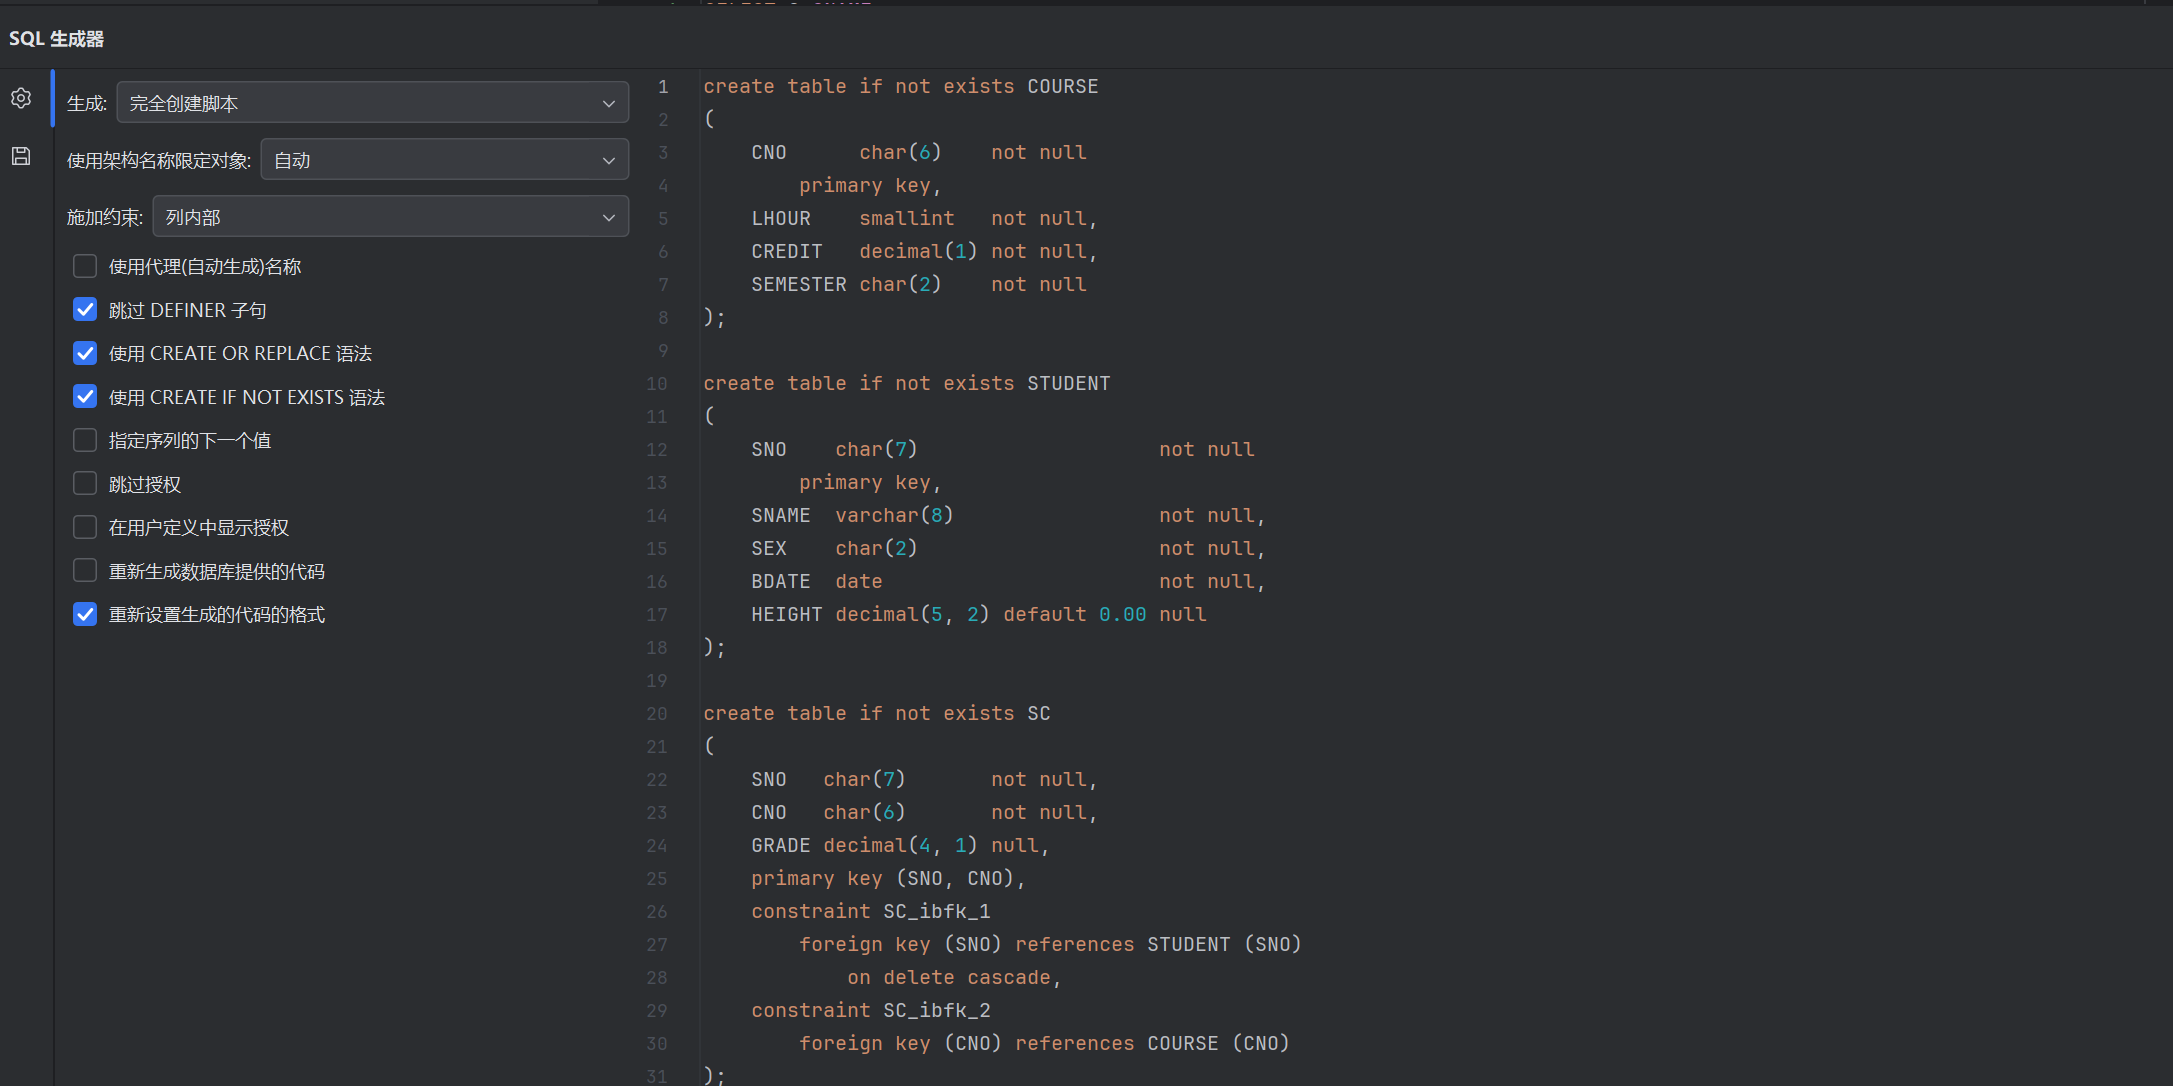 SQL 生成器
生成: 完全创建脚本
使用架构名称限定对象: 自动
施加约束: 列内部
使用代理(自动生成)名称
跳过 DEFINER 子句
使用 CREATE OR REPLACE 语法
使用 CREATE IF NOT EXISTS 语法
指定序列的下一个值
跳过授权
在用户定义中显示授权
重新生成数据库提供的代码
重新设置生成的代码的格式
1 create table if not exists COURSE
2 (
3     CNO      char(6)    not null
4         primary key,
5     LHOUR    smallint   not null,
6     CREDIT   decimal(1) not null,
7     SEMESTER char(2)    not null
8 );
9
10 create table if not exists STUDENT
11 (
12     SNO    char(7)                    not null
13         primary key,
14     SNAME  varchar(8)                 not null,
15     SEX    char(2)                    not null,
16     BDATE  date                       not null,
17     HEIGHT decimal(5, 2) default 0.00 null
18 );
19
20 create table if not exists SC
21 (
22     SNO   char(7)       not null,
23     CNO   char(6)       not null,
24     GRADE decimal(4, 1) null,
25     primary key (SNO, CNO),
26     constraint SC_ibfk_1
27         foreign key (SNO) references STUDENT (SNO)
28             on delete cascade,
29     constraint SC_ibfk_2
30         foreign key (CNO) references COURSE (CNO)
31 );